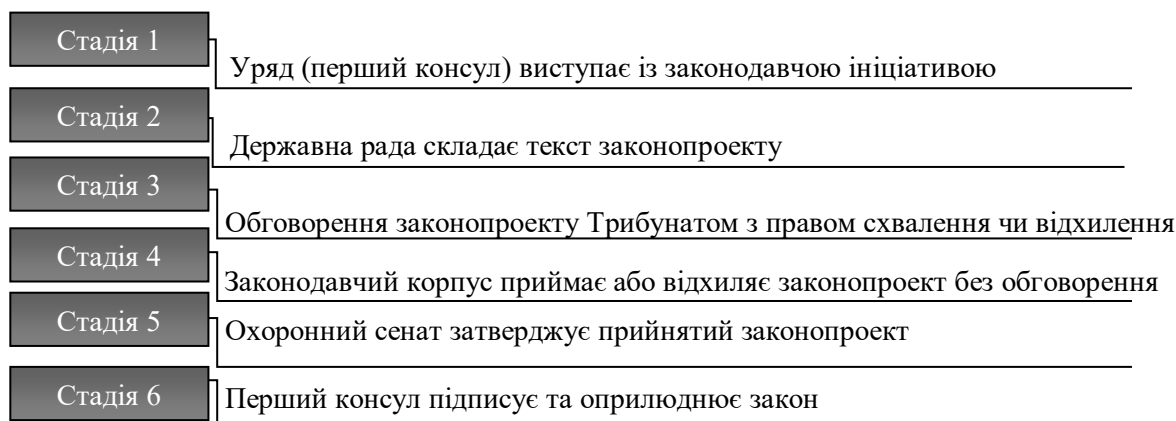 Стадія 1
Уряд (перший консул) виступає із законодавчою ініціативою
Стадія 2
Державна рада складає текст законопроекту
Стадія 3
Обговорення законопроекту Трибунатом з правом схвалення чи відхилення
Стадія 4
Законодавчий корпус приймає або відхиляє законопроект без обговорення
Стадія 5
Охоронний сенат затверджує прийнятий законопроект
Стадія 6
Перший консул підписує та оприлюднює закон